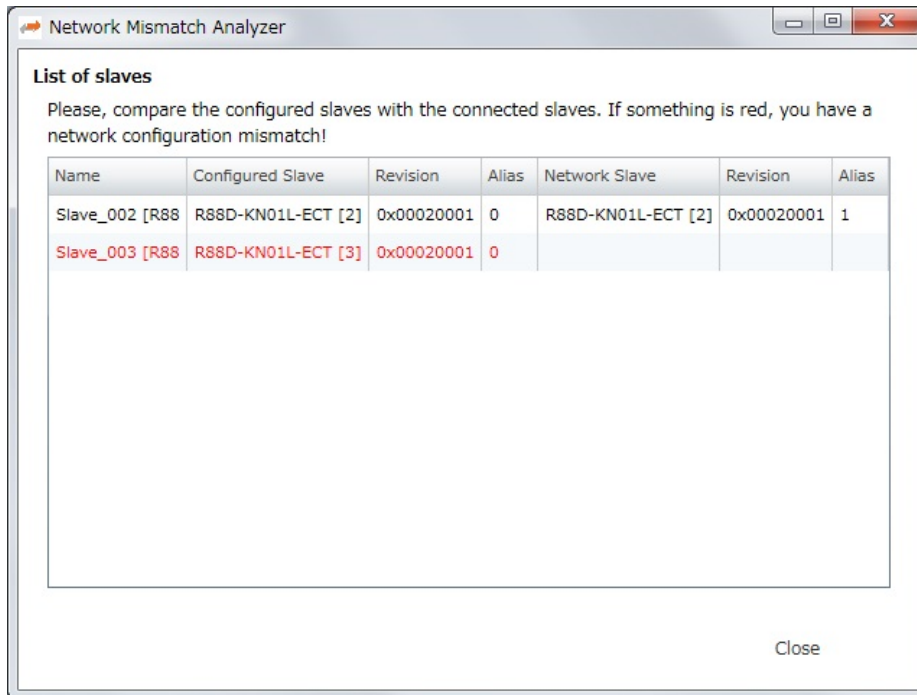 Network Mismatch Analyzer
List of slaves
Please, compare the configured slaves with the connected slaves. If something is red, you have a
network configuration mismatch!
Name Configured Slave Revision Alias Network Slave Revision Alias
Slave_002 [R88 R88D-KN01L-ECT [2] 0x00020001 0 R88D-KN01L-ECT [2] 0x00020001 1
Slave_003 [R88 R88D-KN01L-ECT [3] 0x00020001 0
Close